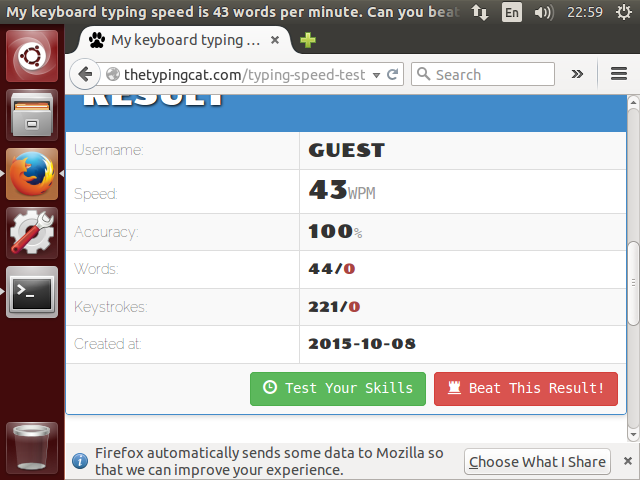 My keyboard typing speed is 43 words per minute. Can you beat
En
22:59
My keyboard typing ...
thetypingcat.com/typing-speed-test
Search
RESULT
Username: GUEST
Speed: 43WPM
Accuracy: 100%
Words: 44/0
Keystrokes: 221/0
Created at: 2015-10-08
Test Your Skills
Beat This Result!
Firefox automatically sends some data to Mozilla so
that we can improve your experience.
Choose What I Share